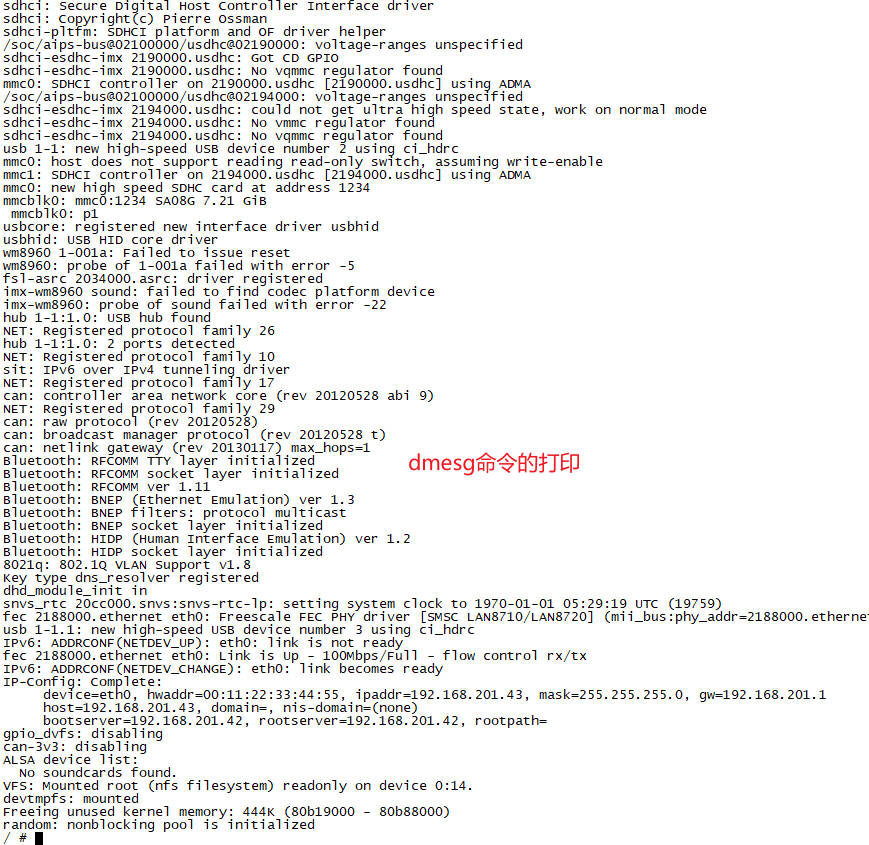 sdhci: Secure Digital Host Controller Interface driver
sdhci: Copyright(c) Pierre Ossman
sdhci-pltfm: SDHCI platform and OF driver helper
/soc/aips-bus@02100000/usdhc@02190000: voltage-ranges unspecified
sdhci-esdhc-imx 2190000.usdhc: Got CD GPIO
sdhci-esdhc-imx 2190000.usdhc: No vqmmc regulator found
mmc0: SDHCI controller on 2190000.usdhc [2190000.usdhc] using ADMA
/soc/aips-bus@02100000/usdhc@02194000: voltage-ranges unspecified
sdhci-esdhc-imx 2194000.usdhc: could not get ultra high speed state, work on normal mode
sdhci-esdhc-imx 2194000.usdhc: No vmmc regulator found
sdhci-esdhc-imx 2194000.usdhc: No vqmmc regulator found
usb 1-1: new high-speed USB device number 2 using ci_hdrc
mmc0: host does not support reading read-only switch, assuming write-enable
mmc1: SDHCI controller on 2194000.usdhc [2194000.usdhc] using ADMA
mmc0: new high speed SDHC card at address 1234
mmcblk0: mmc0:1234 SA08G 7.21 GiB
mmcblk0: p1
usbcore: registered new interface driver usbhid
usbhid: USB HID core driver
wm8960 1-001a: Failed to issue reset
wm8960: probe of 1-001a failed with error -5
fsl-asrc 2034000.asrc: driver registered
imx-wm8960 sound: failed to find codec platform device
imx-wm8960: probe of sound failed with error -22
hub 1-1:1.0: USB hub found
NET: Registered protocol family 26
hub 1-1:1.0: 2 ports detected
NET: Registered protocol family 10
sit: IPv6 over IPv4 tunneling driver
NET: Registered protocol family 17
can: controller area network core (rev 20120528 abi 9)
NET: Registered protocol family 29
can: raw protocol (rev 20120528)
can: broadcast manager protocol (rev 20120528 t)
can: netlink gateway (rev 20130117) max_hops=1
Bluetooth: RFCOMM TTY layer initialized
dmesg命令的打印
Bluetooth: RFCOMM socket layer initialized
Bluetooth: RFCOMM ver 1.11
Bluetooth: BNEP (Ethernet Emulation) ver 1.3
Bluetooth: BNEP filters: protocol multicast
Bluetooth: BNEP socket layer initialized
Bluetooth: HIDP (Human Interface Emulation) ver 1.2
Bluetooth: HIDP socket layer initialized
8021q: 802.1Q VLAN Support v1.8
Key type dns_resolver registered
dhd_module_init in
snvs_rtc 20cc000.snvs:snvs-rtc-lp: setting system clock to 1970-01-01 05:29:19 UTC (19759)
fec 2188000.ethernet eth0: Freescale FEC PHY driver [SMSC LAN8710/LAN8720] (mii_bus:phy_addr=2188000.etherne
usb 1-1.1: new high-speed USB device number 3 using ci_hdrc
IPv6: ADDRCONF(NETDEV_UP): eth0: link is not ready
fec 2188000.ethernet eth0: Link is Up - 100Mbps/Full - flow control rx/tx
IPv6: ADDRCONF(NETDEV_CHANGE): eth0: link becomes ready
IP-Config: Complete:
device=eth0, hwaddr=00:11:22:33:44:55, ipaddr=192.168.201.43, mask=255.255.255.0, gw=192.168.201.1
host=192.168.201.43, domain=, nis-domain=(none)
bootserver=192.168.201.42, rootserver=192.168.201.42, rootpath=
gpio_dvfs: disabling
can-3v3: disabling
ALSA device list:
No soundcards found.
VFS: Mounted root (nfs filesystem) readonly on device 0:14.
devtmpfs: mounted
Freeing unused kernel memory: 444K (80b19000 - 80b88000)
random: nonblocking pool is initialized
/ #